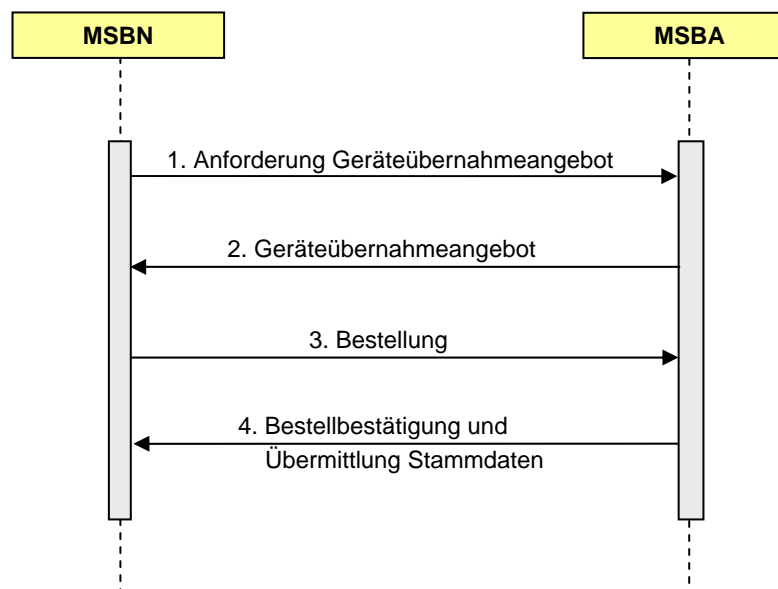 MSBN
MSBA
1. Anforderung Geräteübernahmeangebot
2. Geräteübernahmeangebot
3. Bestellung
4. Bestellbestätigung und
Übermittlung Stammdaten